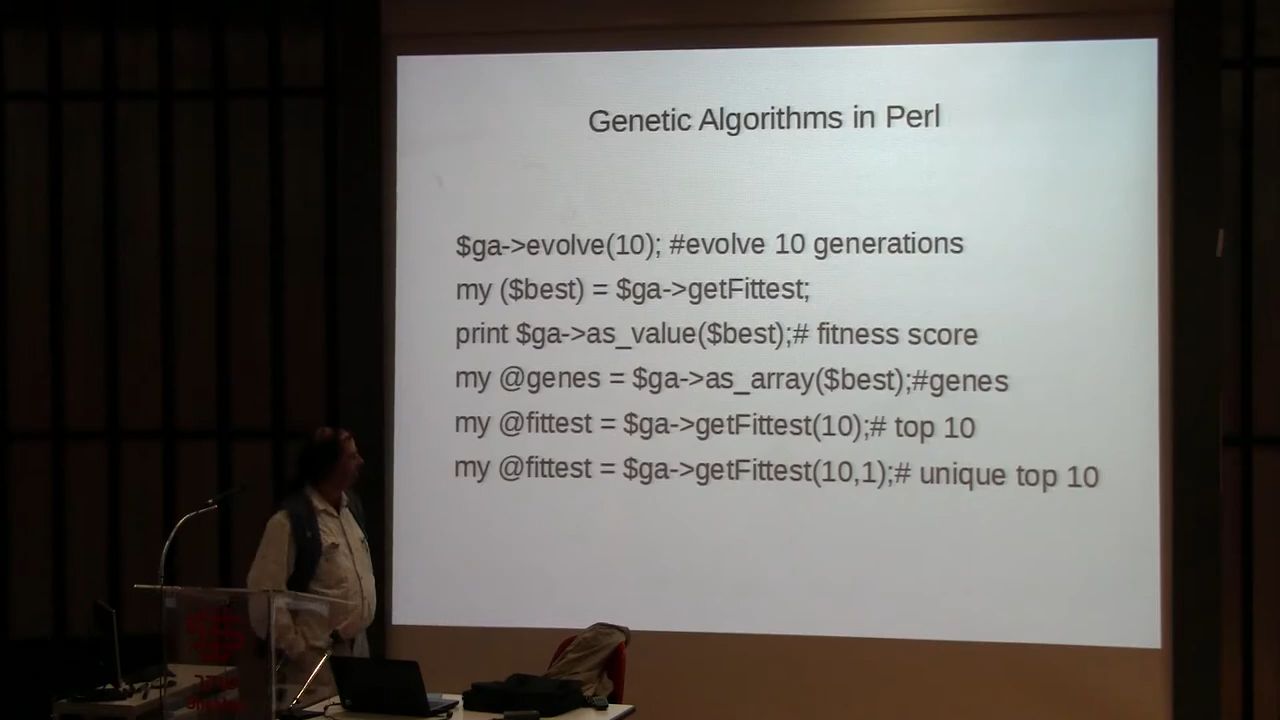 Genetic Algorithms in Perl
$ga->evolve(10); #evolve 10 generations
my ($best) = $ga->getFittest;
print $ga->as_value($best);# fitness score
my @genes = $ga->as_array($best);#genes
my @fittest = $ga->getFittest(10);# top 10
my @fittest = $ga->getFittest(10,1);# unique top 10